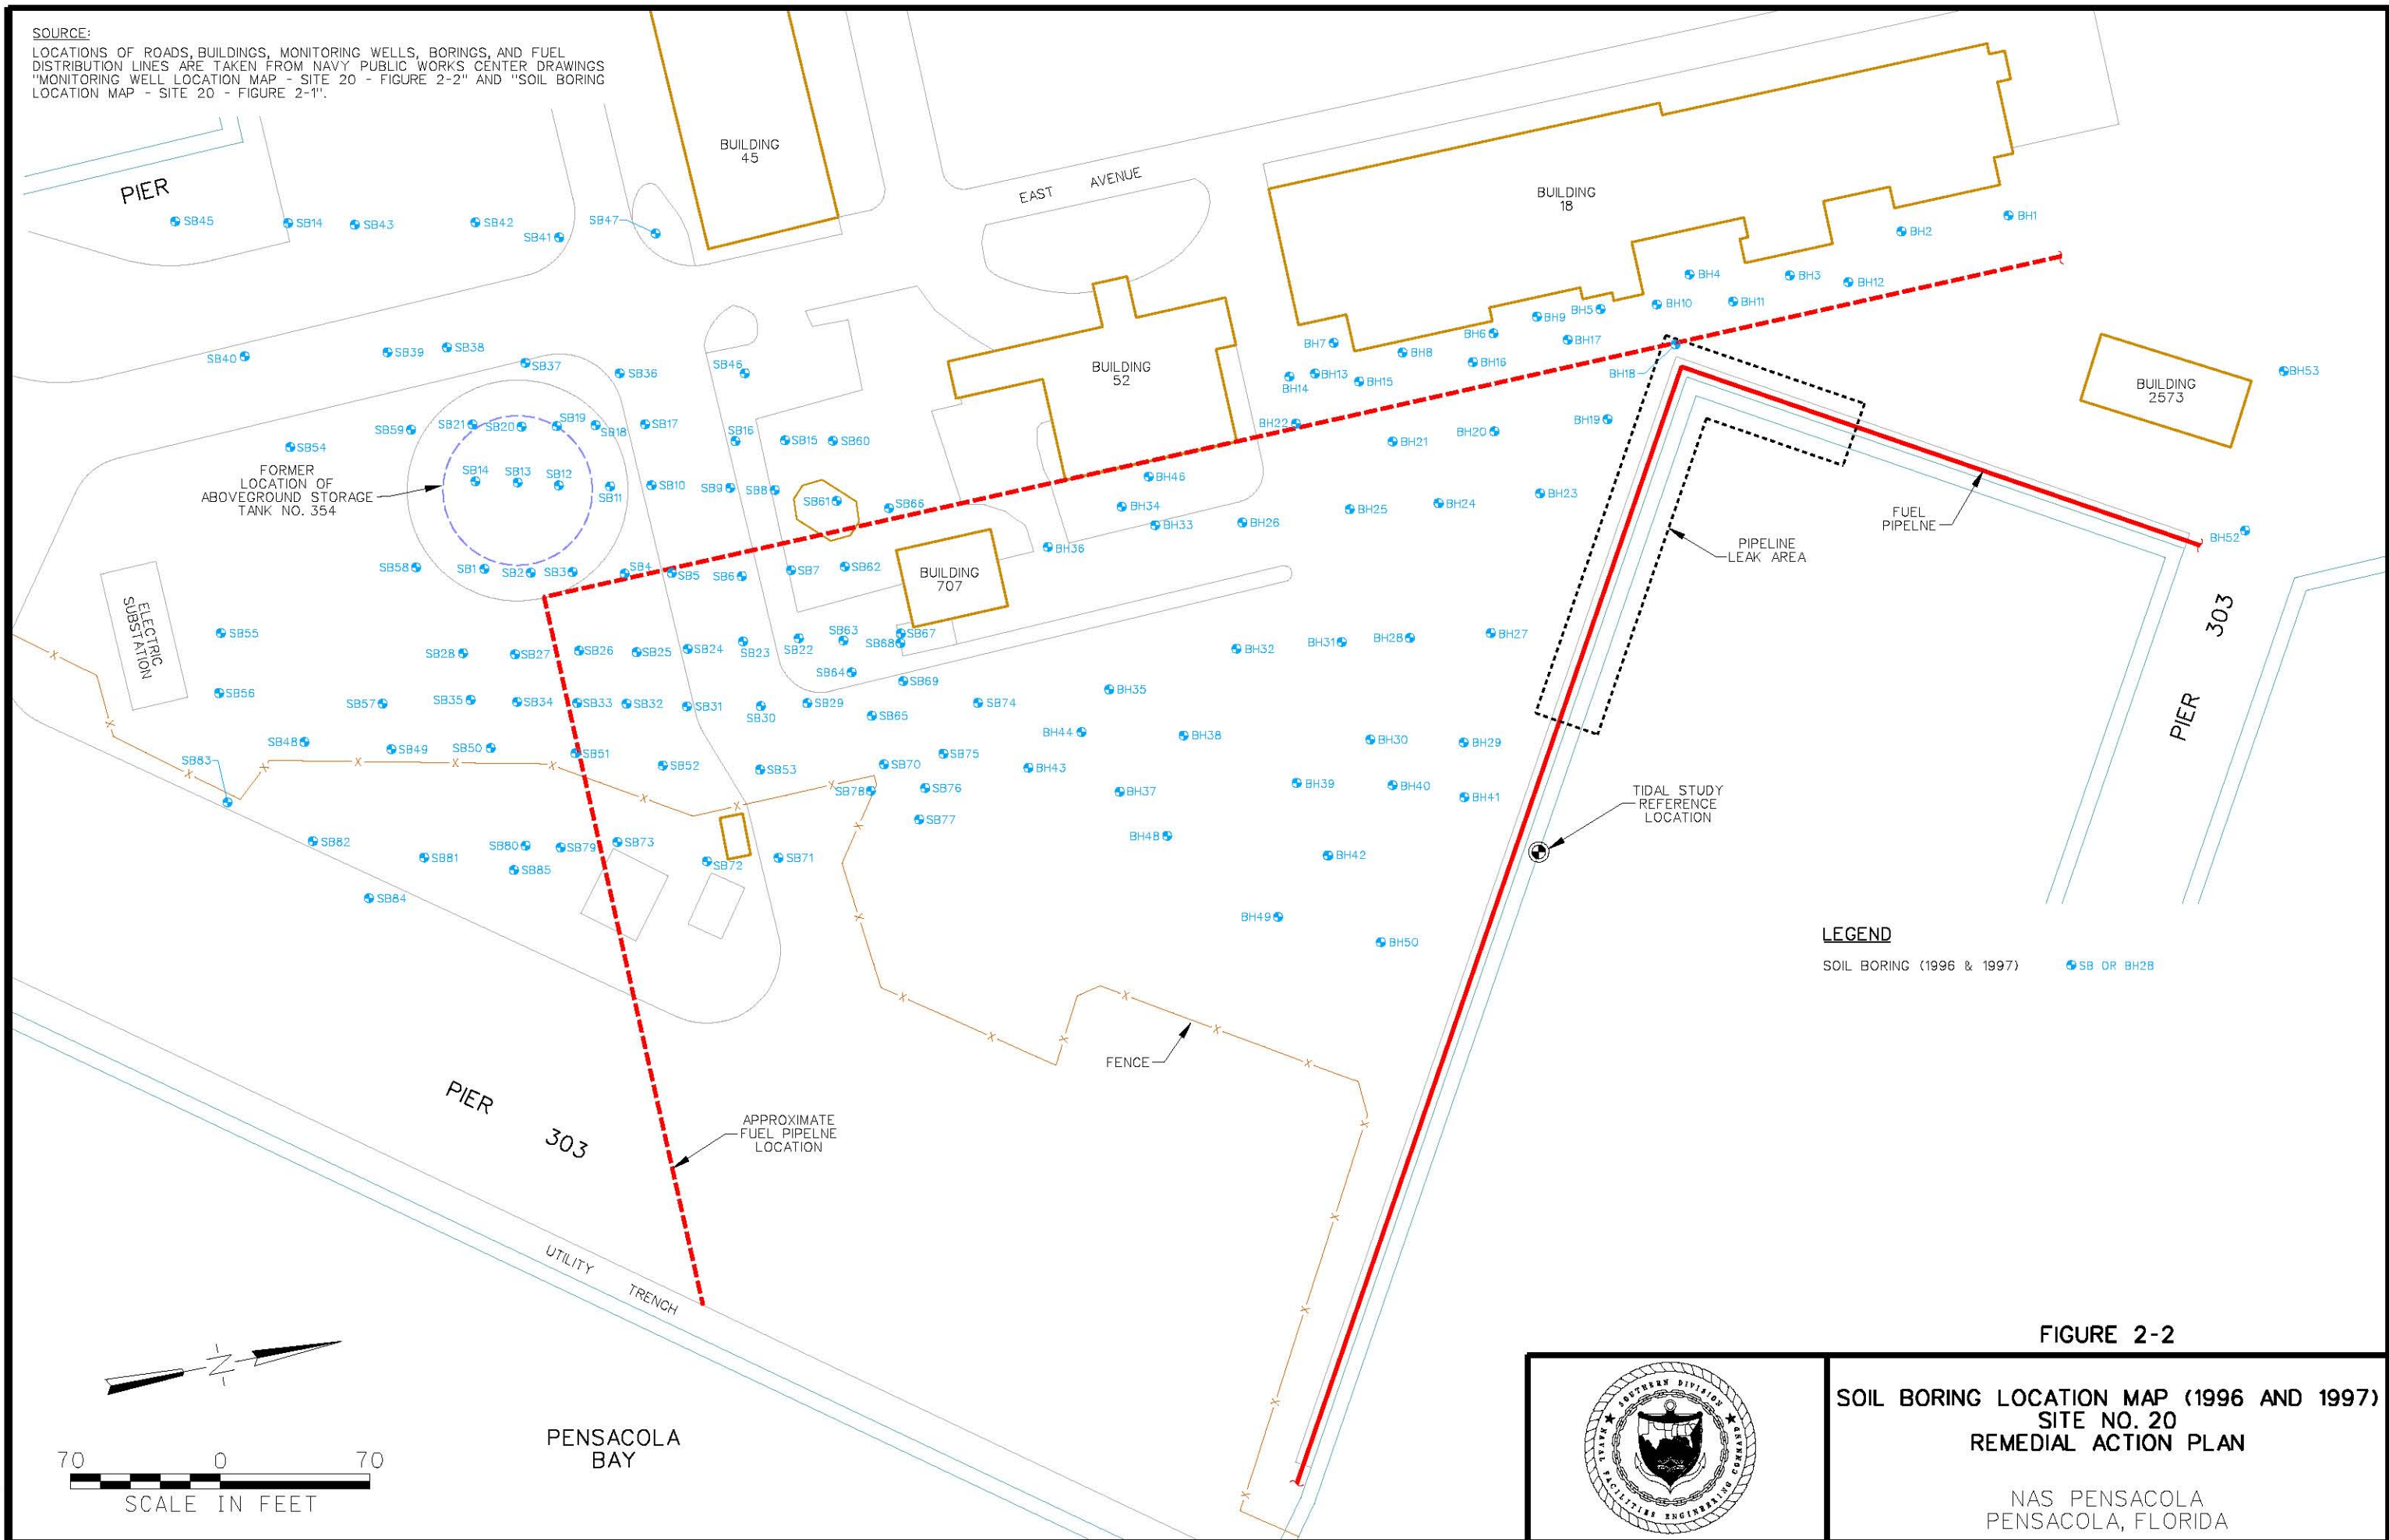 SOURCE:
LOCATIONS OF ROADS, BUILDINGS, MONITORING WELLS, BORINGS, AND FUEL
DISTRIBUTION LINES ARE TAKEN FROM NAVY PUBLIC WORKS CENTER DRAWINGS
"MONITORING WELL LOCATION MAP - SITE 20 - FIGURE 2-2" AND "SOIL BORING
LOCATION MAP - SITE 20 - FIGURE 2-1".
PIER
BUILDING
45
EAST AVENUE
BUILDING
18
SB45
SB14
SB43
SB42
SB41
SB47
BH1
BH2
BH4
BH3
BH12
BH10
BH11
BH5
BH9
BH6
BH17
BH7
BH8
BH16
BH18
BH13
BH14
BH15
BH53
BUILDING
2573
SB40
SB39
SB38
SB37
SB36
SB46
BUILDING
52
SB59
SB21
SB20
SB19
SB18
SB17
SB16
SB15
SB60
BH22
BH21
BH20
BH19
SB54
FORMER
LOCATION OF
ABOVEGROUND STORAGE
TANK NO. 354
SB14
SB13
SB12
SB11
SB10
SB9
SB8
SB61
SB66
BH46
BH34
BH33
BH26
BH25
BH24
BH23
BH36
FUEL
PIPELNE
PIPELINE
LEAK AREA
BH52
SB58
SB1
SB2
SB3
SB4
SB5
SB6
SB7
SB62
BUILDING
707
ELECTRIC
SUBSTATION
SB55
SB28
SB27
SB26
SB25
SB24
SB23
SB22
SB63
SB68
SB67
BH32
BH31
BH28
BH27
303
PIER
SB56
SB57
SB35
SB34
SB33
SB32
SB31
SB30
SB29
SB64
SB69
SB65
SB74
BH35
SB48
SB49
SB50
SB51
SB52
SB53
SB70
SB75
BH44
BH38
BH30
BH29
SB83
SB78
SB76
SB77
BH43
BH37
BH39
BH40
BH41
TIDAL STUDY
REFERENCE
LOCATION
SB82
SB81
SB80
SB79
SB73
SB72
SB71
SB85
SB84
BH48
BH42
BH49
BH50
LEGEND
SOIL BORING (1996 & 1997) SB OR BH28
X X X X X X X X X X X X X X X X X X X X X X X X
FENCE
PIER 303
APPROXIMATE
FUEL PIPELNE
LOCATION
UTILITY TRENCH
N
70 0 70
SCALE IN FEET
PENSACOLA
BAY
FIGURE 2-2
SOUTHERN DIVISION
NAVAL FACILITIES ENGINEERING COMMAND
SOIL BORING LOCATION MAP (1996 AND 1997)
SITE NO. 20
REMEDIAL ACTION PLAN
NAS PENSACOLA
PENSACOLA, FLORIDA